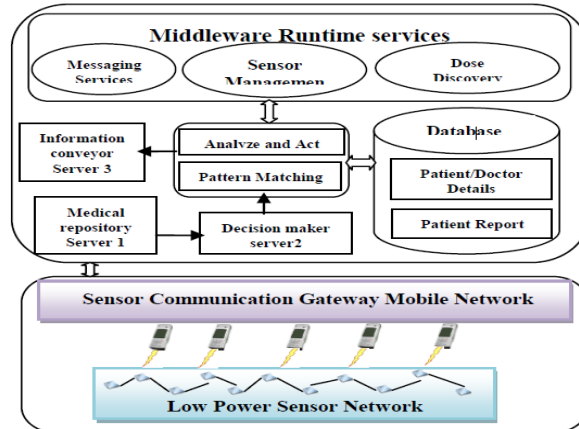 Middleware Runtime services
Messaging
Services
Sensor
Managemen
Dose
Discovery
Information
conveyor
Server 3
Analyze and Act
Pattern Matching
Database
Patient/Doctor
Details
Patient Report
Medical
repository
Server 1
Decision maker
server2
Sensor Communication Gateway Mobile Network
Low Power Sensor Network